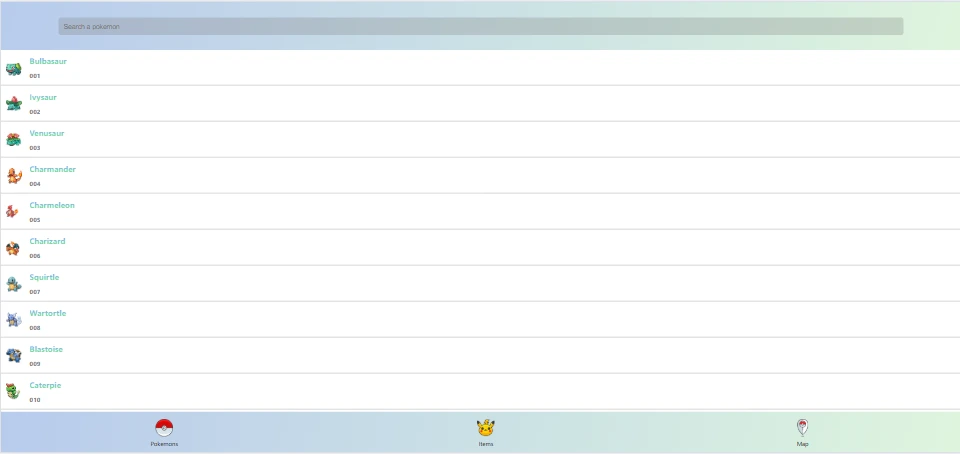 Search a pokemon
Bulbasaur
001
Ivysaur
002
Venusaur
003
Charmander
004
Charmeleon
005
Charizard
006
Squirtle
007
Wartortle
008
Blastoise
009
Caterpie
010
Pokemons
Items
Map